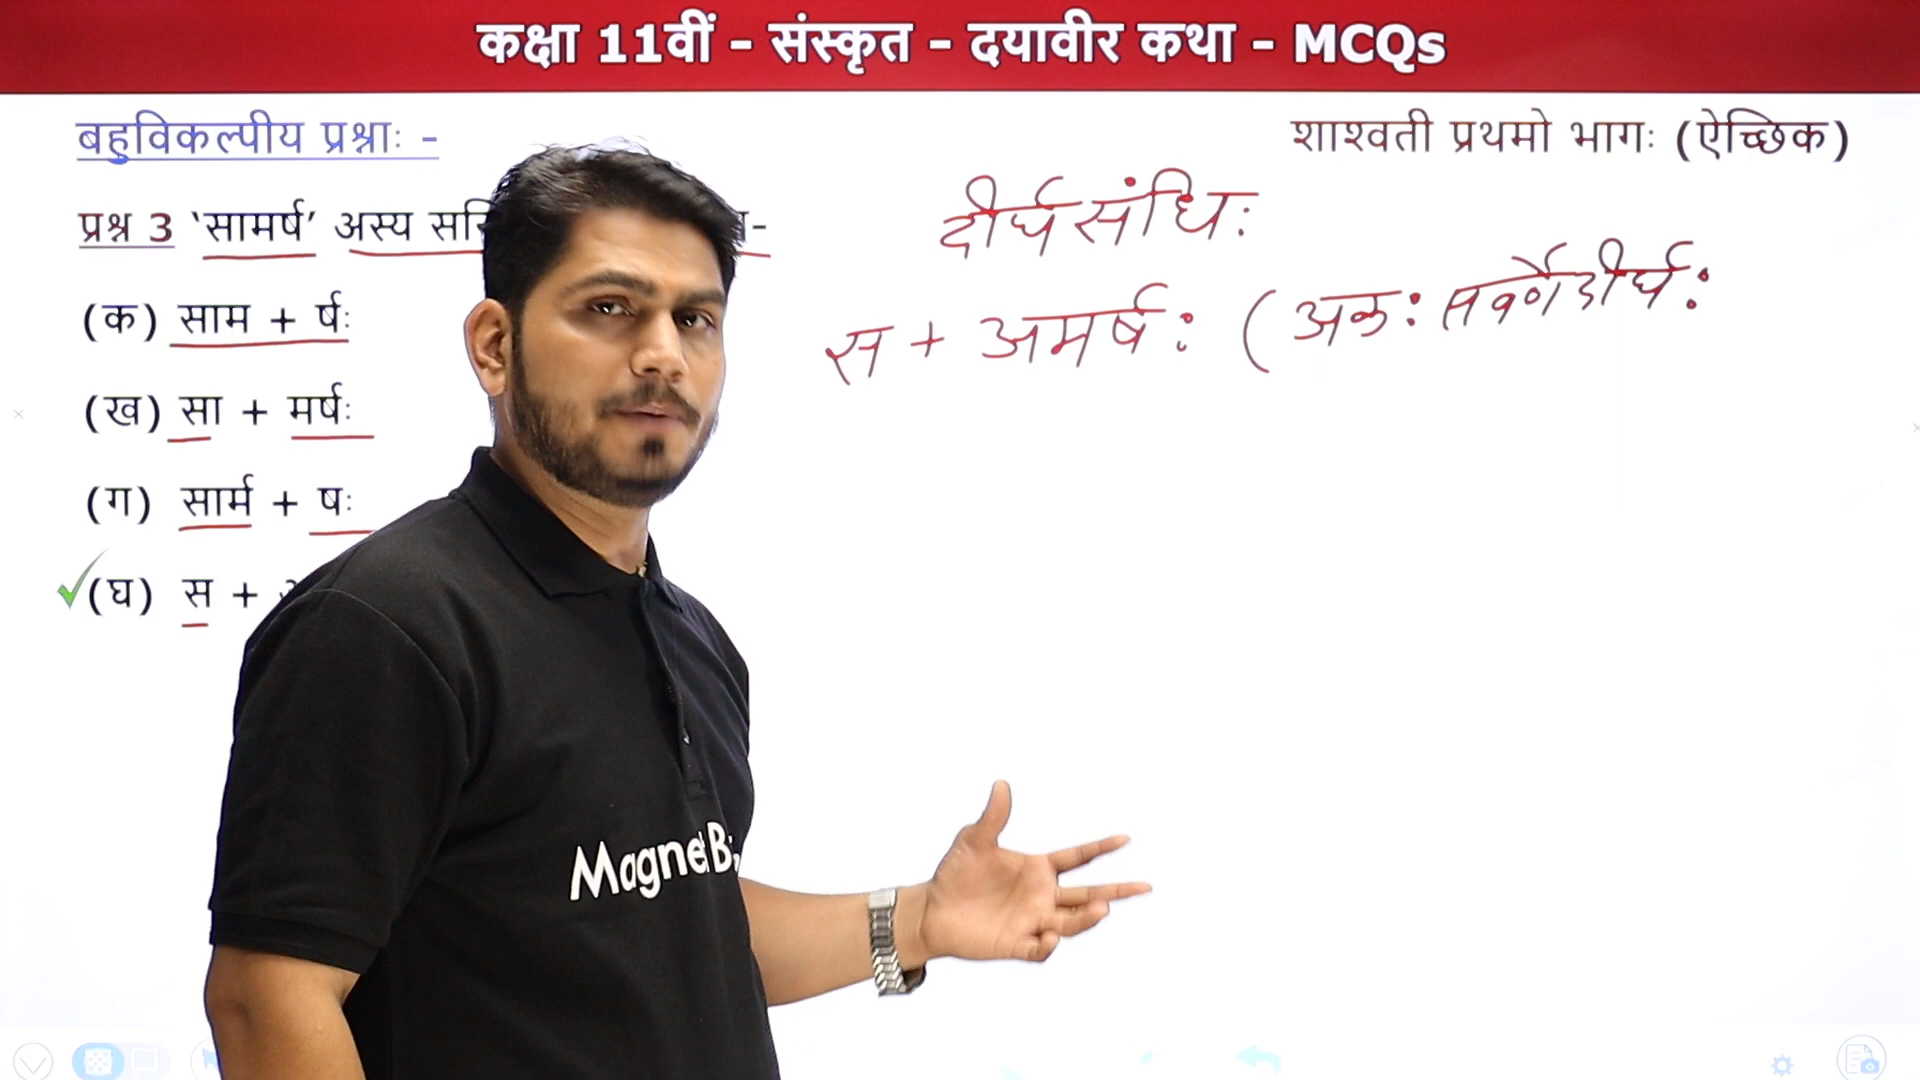 कक्षा 11वीं - संस्कृत - दयावीर कथा - MCQs
बहुविकल्पीय प्रश्नाः -
शाश्वती प्रथमो भागः (ऐच्छिक)
प्रश्न 3 'सामर्ष' अस्य
(क) साम + र्षः
(ख) सा + मर्षः
(ग) सार्म + षः
(घ) स +
दीर्घसंधिः
स + अमर्षः (अकः सवर्णे दीर्घः
Magnet